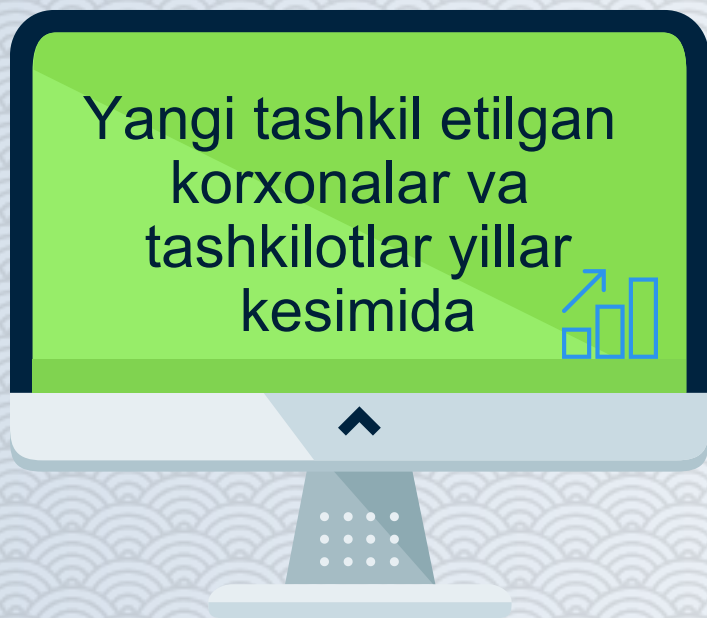 Yangi tashkil etilgan
korxonalar va
tashkilotlar yillar
kesimida